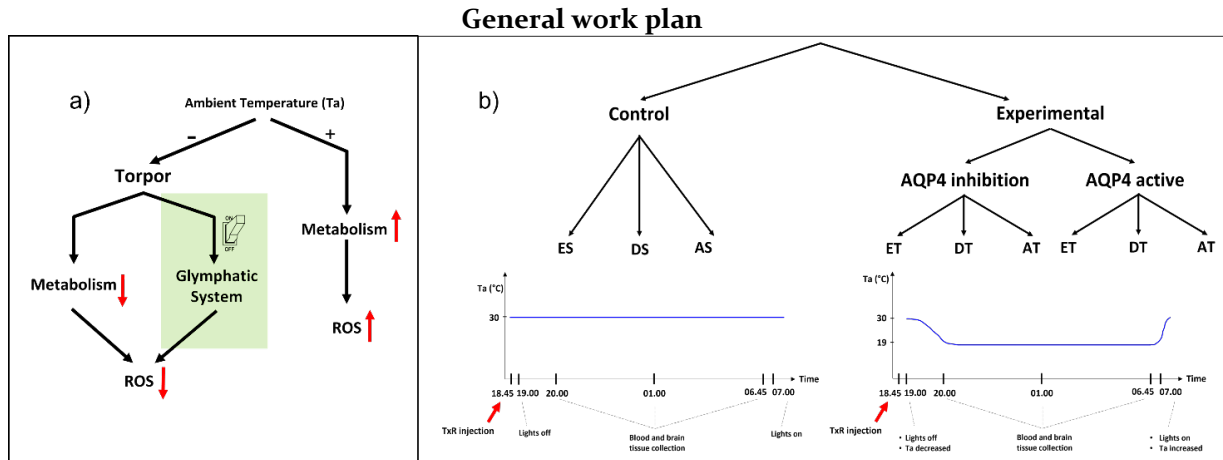 General work plan
a)
Ambient Temperature (Ta)
–
+
Torpor
ON
OFF
Metabolism
Metabolism
Glymphatic
System
ROS
ROS
b)
Control
Experimental
AQP4 inhibition
AQP4 active
ES
DS
AS
ET
DT
AT
ET
DT
AT
Ta (°C)
30
Time
18.45
19.00
20.00
01.00
06.45
07.00
TxR injection
Lights off
Blood and brain
tissue collection
Lights on
Ta (°C)
30
19
Time
18.45
19.00
20.00
01.00
06.45
07.00
TxR injection
• Lights off
• Ta decreased
Blood and brain
tissue collection
• Lights on
• Ta increased